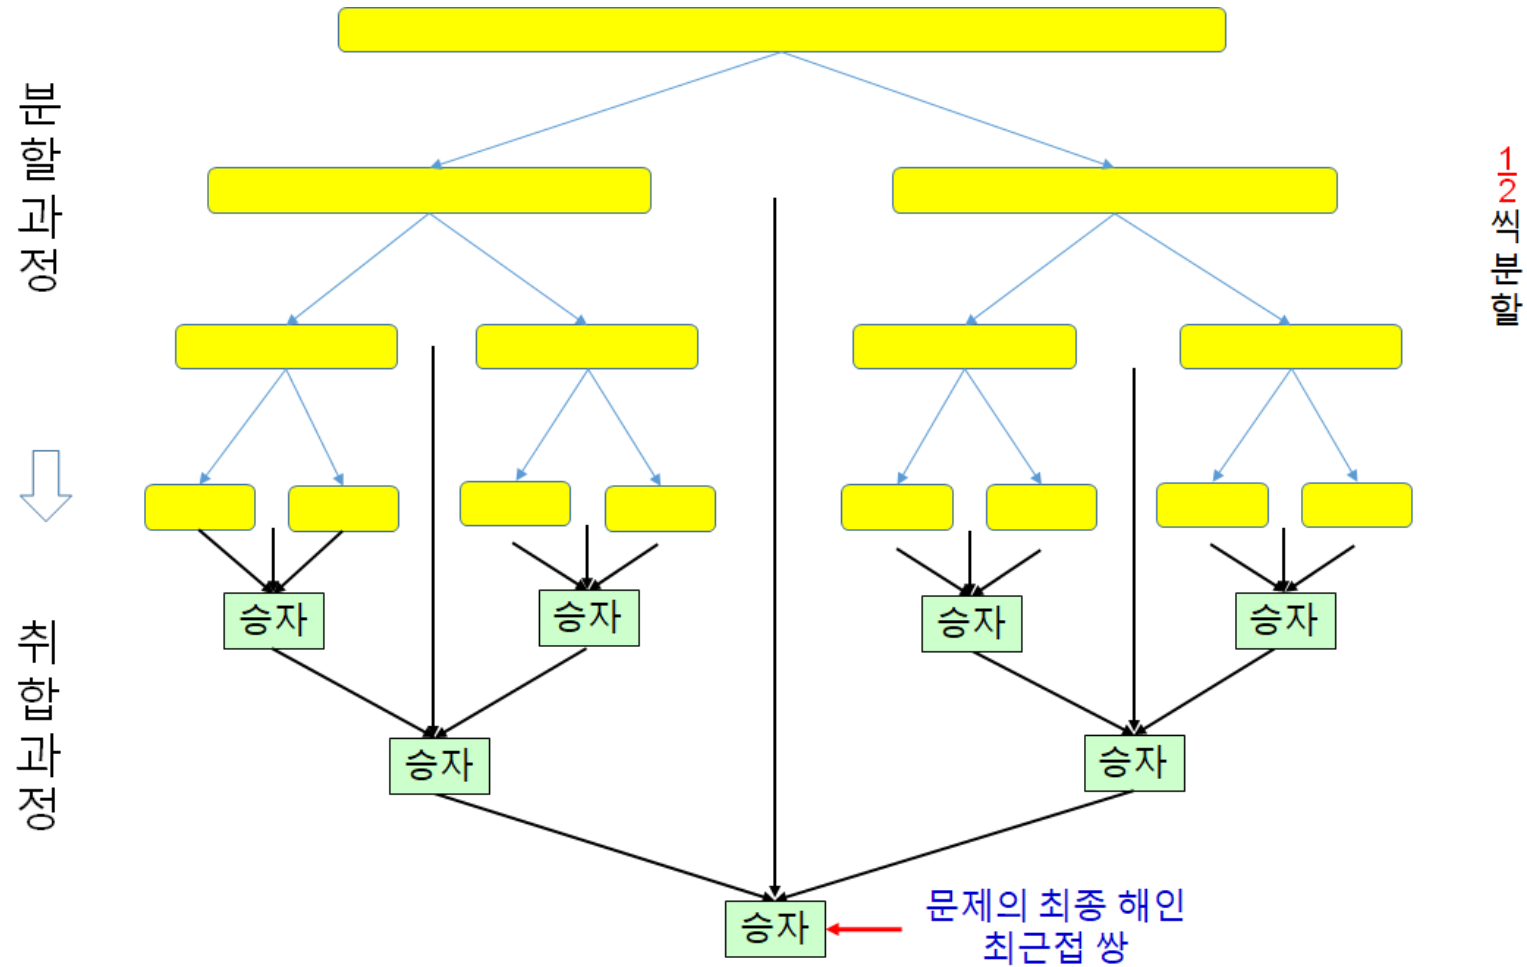 분할과정
1/2씩 분할
취합과정
승자
승자
승자
승자
승자
승자
승자
문제의 최종 해인
최근접 쌍